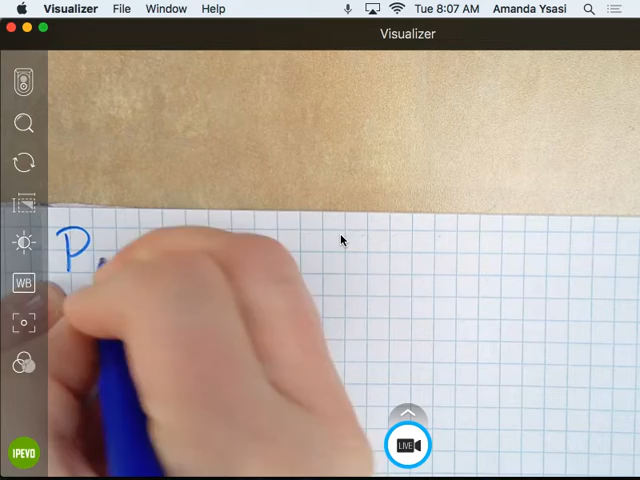 Visualizer File Window Help Tue 8:07 AM Amanda Ysasi
Visualizer
P
WB
LIVE
IPEVO